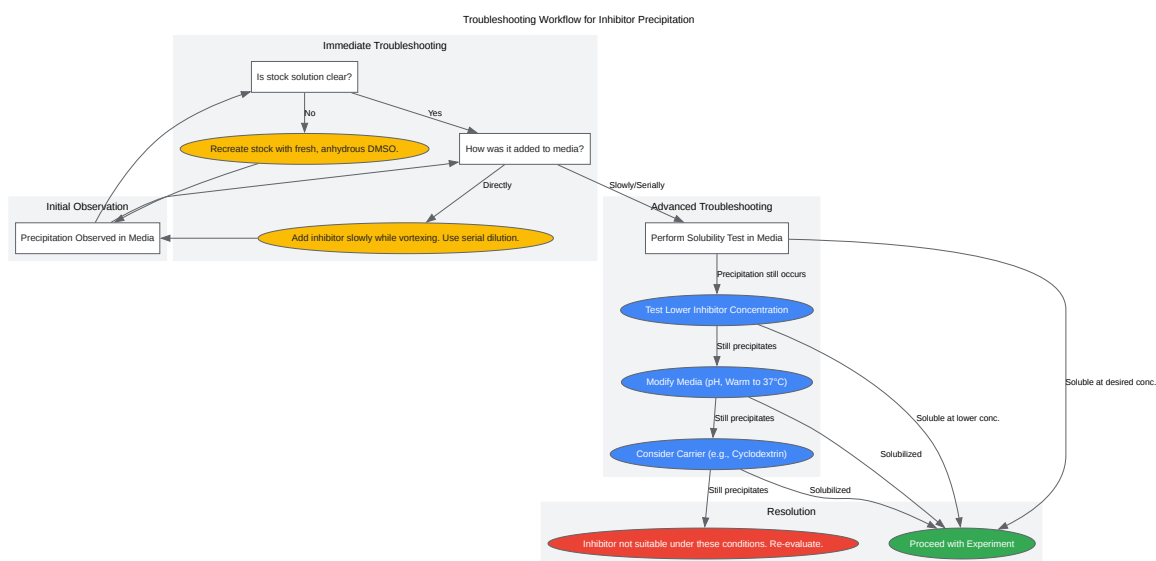 Troubleshooting Workflow for Inhibitor Precipitation
Immediate Troubleshooting
Is stock solution clear?
No
Yes
Recreate stock with fresh, anhydrous DMSO.
How was it added to media?
Directly
Slowly/Serially
Initial Observation
Precipitation Observed in Media
Add inhibitor slowly while vortexing. Use serial dilution.
Advanced Troubleshooting
Perform Solubility Test in Media
Precipitation still occurs
Test Lower Inhibitor Concentration
Still precipitates
Modify Media (pH, Warm to 37°C)
Soluble at desired conc.
Still precipitates
Soluble at lower conc.
Consider Carrier (e.g., Cyclodextrin)
Solubilized
Still precipitates
Solubilized
Resolution
Inhibitor not suitable under these conditions. Re-evaluate.
Proceed with Experiment